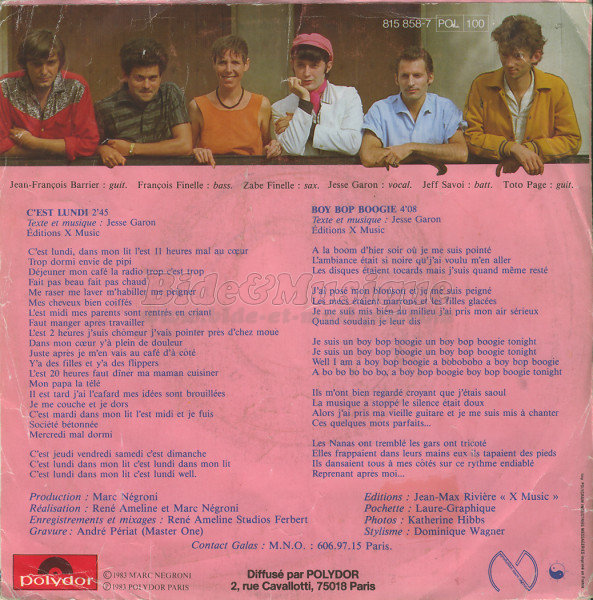 815 858-7 POL 100
Jean-François Barrier : guit. François Finelle : bass. Zabe Finelle : sax. Jesse Garon : vocal. Jeff Savoi : batt. Toto Page : guit.
C'EST LUNDI 2'45
Texte et musique : Jesse Garon
Éditions X Music
C'est lundi, dans mon lit l'est 11 heures mal au cœur
Trop dormi envie de pipi
Déjeuner mon café la radio trop c'est trop
Fait pas beau fait pas chaud
Me raser me laver m'habiller me peigner
Mes cheveux bien coiffés
L'est midi mes parents sont rentrés en criant
Faut manger après travailler
L'est 2 heures j'suis chômeur j'vais pointer pres d'chez moue
Dans mon cœur y'a plein de douleur
Juste après je m'en vais au café d'à côté
Y'a des filles et y'a des flippers
L'est 20 heures faut dîner ma maman cuisiner
Mon papa la télé
Il est tard j'ai l'cafard mes idées sont brouillées
Je me couche et je dors
C'est mardi dans mon lit l'est midi et je fuis
Société bétonnée
Mercredi mal dormi
C'est jeudi vendredi samedi c'est dimanche
C'est lundi dans mon lit c'est lundi dans mon lit
C'est lundi dans mon lit c'est lundi well.
BOY BOP BOOGIE 4'08
Texte et musique : Jesse Garon
Éditions X Music
A la boom d'hier soir où je me suis pointé
L'ambiance était si noire qu'j'ai voulu m'en aller
Les disques étaient tocards mais j'suis quand même resté
J'ai posé mon blouson et je me suis peigné
Les mecs étaient marrons et les filles glacées
Je me suis mis bien au milieu j'ai pris mon air sérieux
Quand soudain je leur dis
Je suis un boy bop boogie un boy bop boogie tonight
Je suis un boy bop boogie un boy bop boogie tonight
Well I am a boy bop boogie a bobobobo a boy bop boogie
A bo bo bo bo bo, a boy bop boogie boy bop boogie tonight
Ils m'ont bien regardé croyant que j'étais saoul
La musique a stoppé le silence était doux
Alors j'ai pris ma vieille guitare et je me suis mis à chanter
Ces quelques mots parfaits...
Les Nanas ont tremblé les gars ont tricoté
Elles frappaient dans leurs mains eux ils tapaient des pieds
Ils dansaient tous à mes côtés sur ce rythme endiablé
Reprenant apres moi...
Bide&Musique
Production : Marc Négroni
Réalisation : René Ameline et Marc Négroni
Enregistrements et mixages : René Ameline Studios Ferbert
Gravure : André Périat (Master One)
Editions : Jean-Max Rivière « X Music »
Pochette : Laure-Graphique
Photos : Katherine Hibbs
Stylisme : Dominique Wagner
Contact Galas : M.N.O. : 606.97.15 Paris.
polydor
© 1983 MARC NEGRONI
℗ 1983 POLYDOR PARIS
Diffusé par POLYDOR
2, rue Cavallotti, 75018 Paris